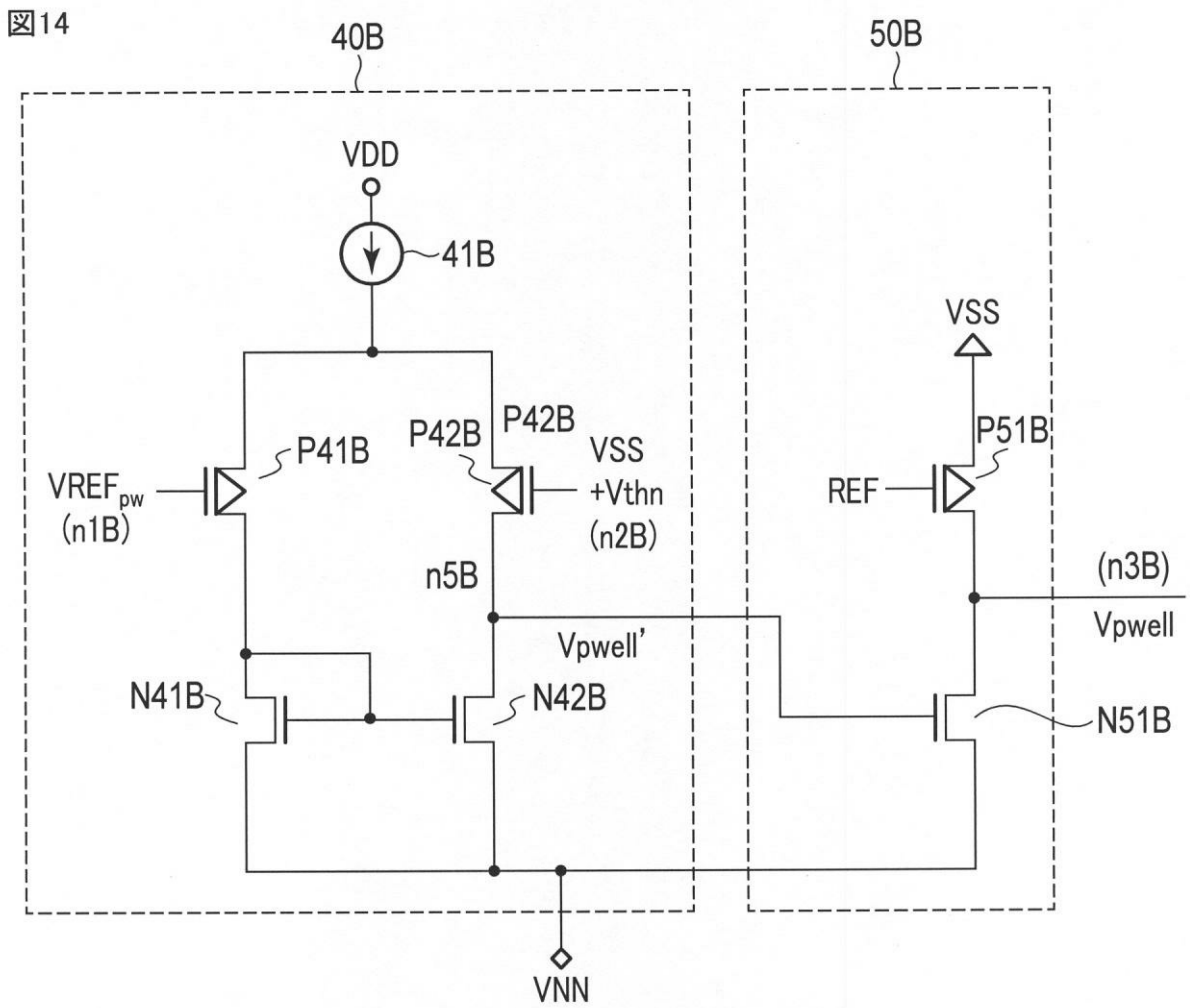 図14
40B
50B
VDD
41B
VSS
P42B
P41B
P42B
P51B
VREFpw
(n1B)
VSS
+Vthn
(n2B)
REF
n5B
(n3B)
Vpwell'
Vpwell
N41B
N42B
N51B
VNN